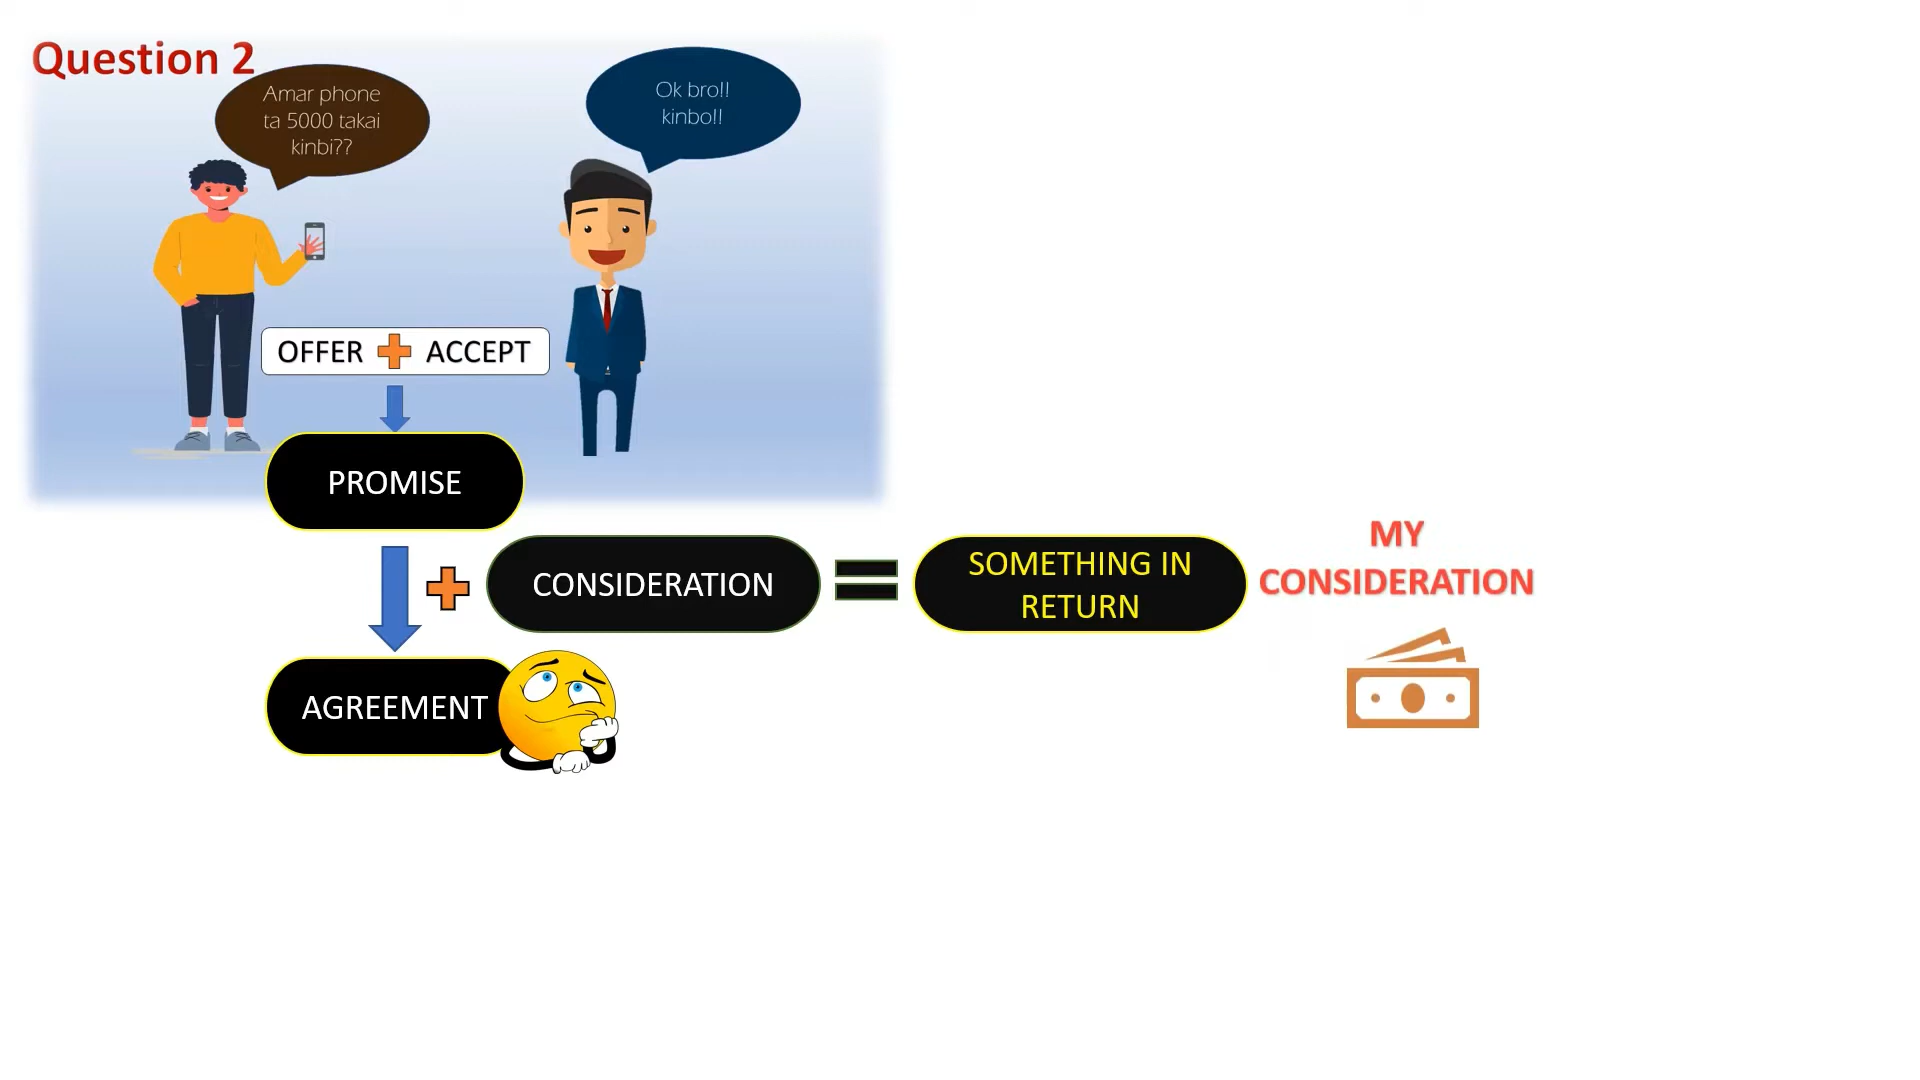 Question 2
Amar phone
ta 5000 takai
kinbi??
Ok bro!!
kinbo!!
OFFER
ACCEPT
PROMISE
CONSIDERATION
SOMETHING IN
RETURN
MY
CONSIDERATION
AGREEMENT